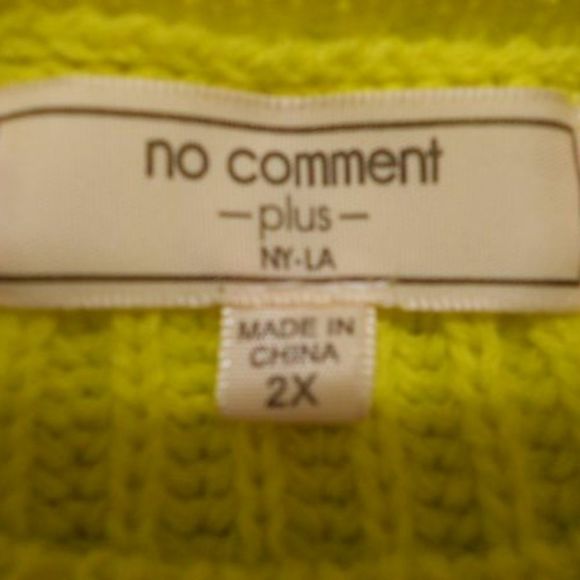 no comment
—plus—
NY-LA
MADE IN
CHINA
2X